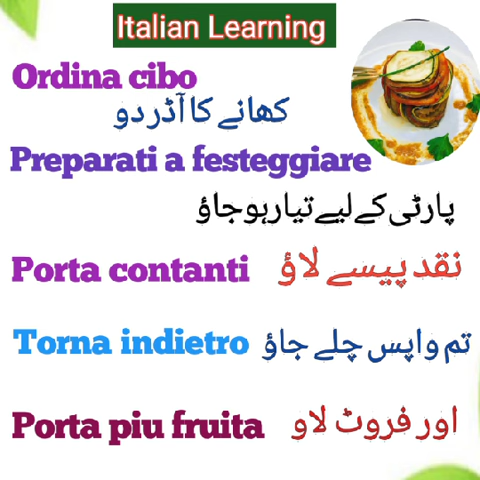 Italian Learning
Ordina cibo
کھانے کا آڈر دو
Preparati a festeggiare
پارٹی کے لیے تیار ہو جاؤ
Porta contanti نقد پیسے لاؤ
Torna indietro تم واپس چلے جاؤ
Porta piu fruita اور فروٹ لاو